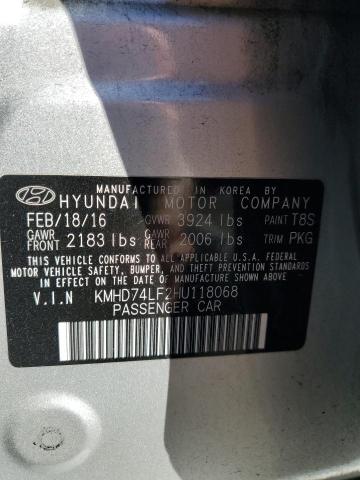 MANUFACTURED IN KOREA BY
HYUNDAI MOTOR COMPANY
FEB/18/16 GVWR 3924 lbs PAINT T8S
GAWR FRONT 2183 lbs GAWR REAR 2006 lbs TRIM PKG
THIS VEHICLE CONFORMS TO ALL APPLICABLE U.S.A. FEDERAL
MOTOR VEHICLE SAFETY, BUMPER, AND THEFT PREVENTION
STANDARDS IN EFFECT ON THE DATE OF MANUFACTURE SHOWN ABOVE.
V.I.N KMHD74LF2HU118068
PASSENGER CAR